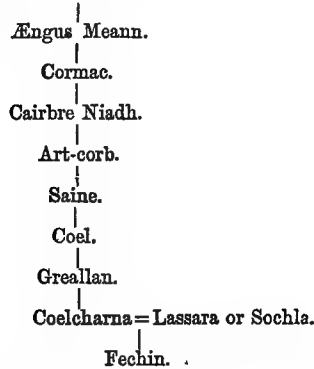 Ængus Meann.
Cormac.
Cairbre Niadh.
Art-corb.
Saine.
Coel.
Greallan.
Coelcharna = Lassara or Sochla.
Fechin.